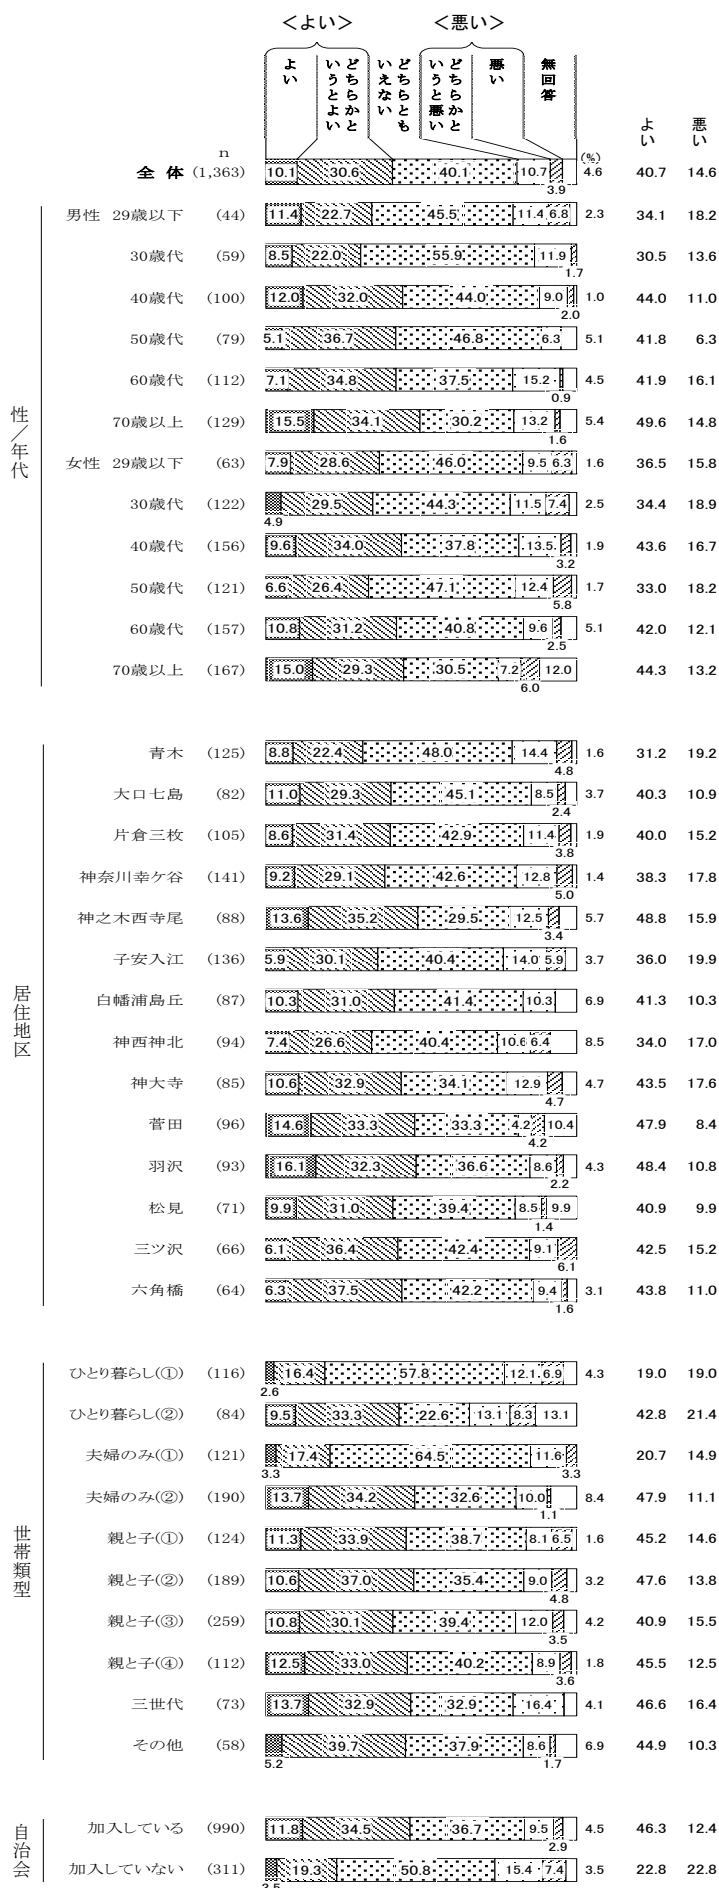 ＜よい＞ ＜悪い＞
よい
どちらかというとよい
どちらともいえない
どちらかというと悪い
悪い
無回答
よい 悪い
n (%)
全体 (1,363) 10.1 30.6 40.1 10.7 3.9 4.6 40.7 14.6
性／年代
男性 29歳以下 (44) 11.4 22.7 45.5 11.4 6.8 2.3 34.1 18.2
30歳代 (59) 8.5 22.0 55.9 11.9 1.7 30.5 13.6
40歳代 (100) 12.0 32.0 44.0 9.0 2.0 1.0 44.0 11.0
50歳代 (79) 5.1 36.7 46.8 6.3 5.1 41.8 6.3
60歳代 (112) 7.1 34.8 37.5 15.2 0.9 4.5 41.9 16.1
70歳以上 (129) 15.5 34.1 30.2 13.2 1.6 5.4 49.6 14.8
女性 29歳以下 (63) 7.9 28.6 46.0 9.5 6.3 1.6 36.5 15.8
30歳代 (122) 4.9 29.5 44.3 11.5 7.4 2.5 34.4 18.9
40歳代 (156) 9.6 34.0 37.8 13.5 3.2 1.9 43.6 16.7
50歳代 (121) 6.6 26.4 47.1 12.4 5.8 1.7 33.0 18.2
60歳代 (157) 10.8 31.2 40.8 9.6 2.5 5.1 42.0 12.1
70歳以上 (167) 15.0 29.3 30.5 7.2 6.0 12.0 44.3 13.2
居住地区
青木 (125) 8.8 22.4 48.0 14.4 4.8 1.6 31.2 19.2
大口七島 (82) 11.0 29.3 45.1 8.5 2.4 3.7 40.3 10.9
片倉三枚 (105) 8.6 31.4 42.9 11.4 3.8 1.9 40.0 15.2
神奈川幸ケ谷 (141) 9.2 29.1 42.6 12.8 5.0 1.4 38.3 17.8
神之木西寺尾 (88) 13.6 35.2 29.5 12.5 3.4 5.7 48.8 15.9
子安入江 (136) 5.9 30.1 40.4 14.0 5.9 3.7 36.0 19.9
白幡浦島丘 (87) 10.3 31.0 41.4 10.3 6.9 41.3 10.3
神西神北 (94) 7.4 26.6 40.4 10.6 6.4 8.5 34.0 17.0
神大寺 (85) 10.6 32.9 34.1 12.9 4.7 4.7 43.5 17.6
菅田 (96) 14.6 33.3 33.3 4.2 4.2 10.4 47.9 8.4
羽沢 (93) 16.1 32.3 36.6 8.6 2.2 4.3 48.4 10.8
松見 (71) 9.9 31.0 39.4 8.5 1.4 9.9 40.9 9.9
三ツ沢 (66) 6.1 36.4 42.4 9.1 6.1 42.5 15.2
六角橋 (64) 6.3 37.5 42.2 9.4 1.6 3.1 43.8 11.0
世帯類型
ひとり暮らし(①) (116) 2.6 16.4 57.8 12.1 6.9 4.3 19.0 19.0
ひとり暮らし(②) (84) 9.5 33.3 22.6 13.1 8.3 13.1 42.8 21.4
夫婦のみ(①) (121) 3.3 17.4 64.5 11.6 3.3 20.7 14.9
夫婦のみ(②) (190) 13.7 34.2 32.6 10.0 1.1 8.4 47.9 11.1
親と子(①) (124) 11.3 33.9 38.7 8.1 6.5 1.6 45.2 14.6
親と子(②) (189) 10.6 37.0 35.4 9.0 4.8 3.2 47.6 13.8
親と子(③) (259) 10.8 30.1 39.4 12.0 3.5 4.2 40.9 15.5
親と子(④) (112) 12.5 33.0 40.2 8.9 3.6 1.8 45.5 12.5
三世代 (73) 13.7 32.9 32.9 16.4 4.1 46.6 16.4
その他 (58) 5.2 39.7 37.9 8.6 1.7 6.9 44.9 10.3
自治会
加入している (990) 11.8 34.5 36.7 9.5 2.9 4.5 46.3 12.4
加入していない (311) 3.5 19.3 50.8 15.4 7.4 3.5 22.8 22.8